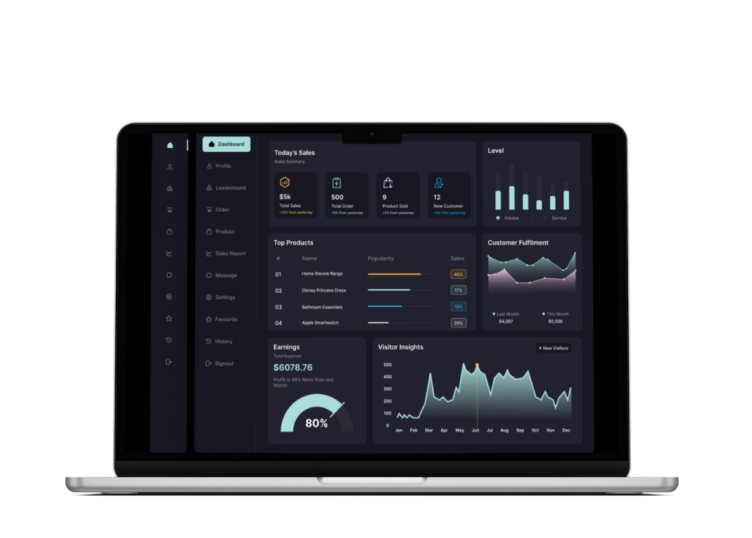 Dashboard
Profile
Leaderboard
Order
Product
Sales Report
Message
Settings
Favourite
History
Signout
Today's Sales
Sales Summary
$5k
Total Sales
+10% from yesterday
500
Total Order
+8% from yesterday
9
Product Sold
+2% from yesterday
12
New Customer
+3% from yesterday
Level
Volume
Service
Top Products
# Name Popularity Sales
01 Home Decore Range
02 Disney Princess Dress 17%
03 Bathroom Essentials 19%
04 Apple Smartwatch 29%
Customer Fulfilment
Last Month
$4,087
This Month
$5,506
Earnings
Total Expense
$6078.76
Profit is 48% More than last
Month
80%
Visitor Insights
New Visitors
500
400
300
200
100
0
Jan Feb Mar Apr May Jun Jul Aug Sep Oct Nov Dec